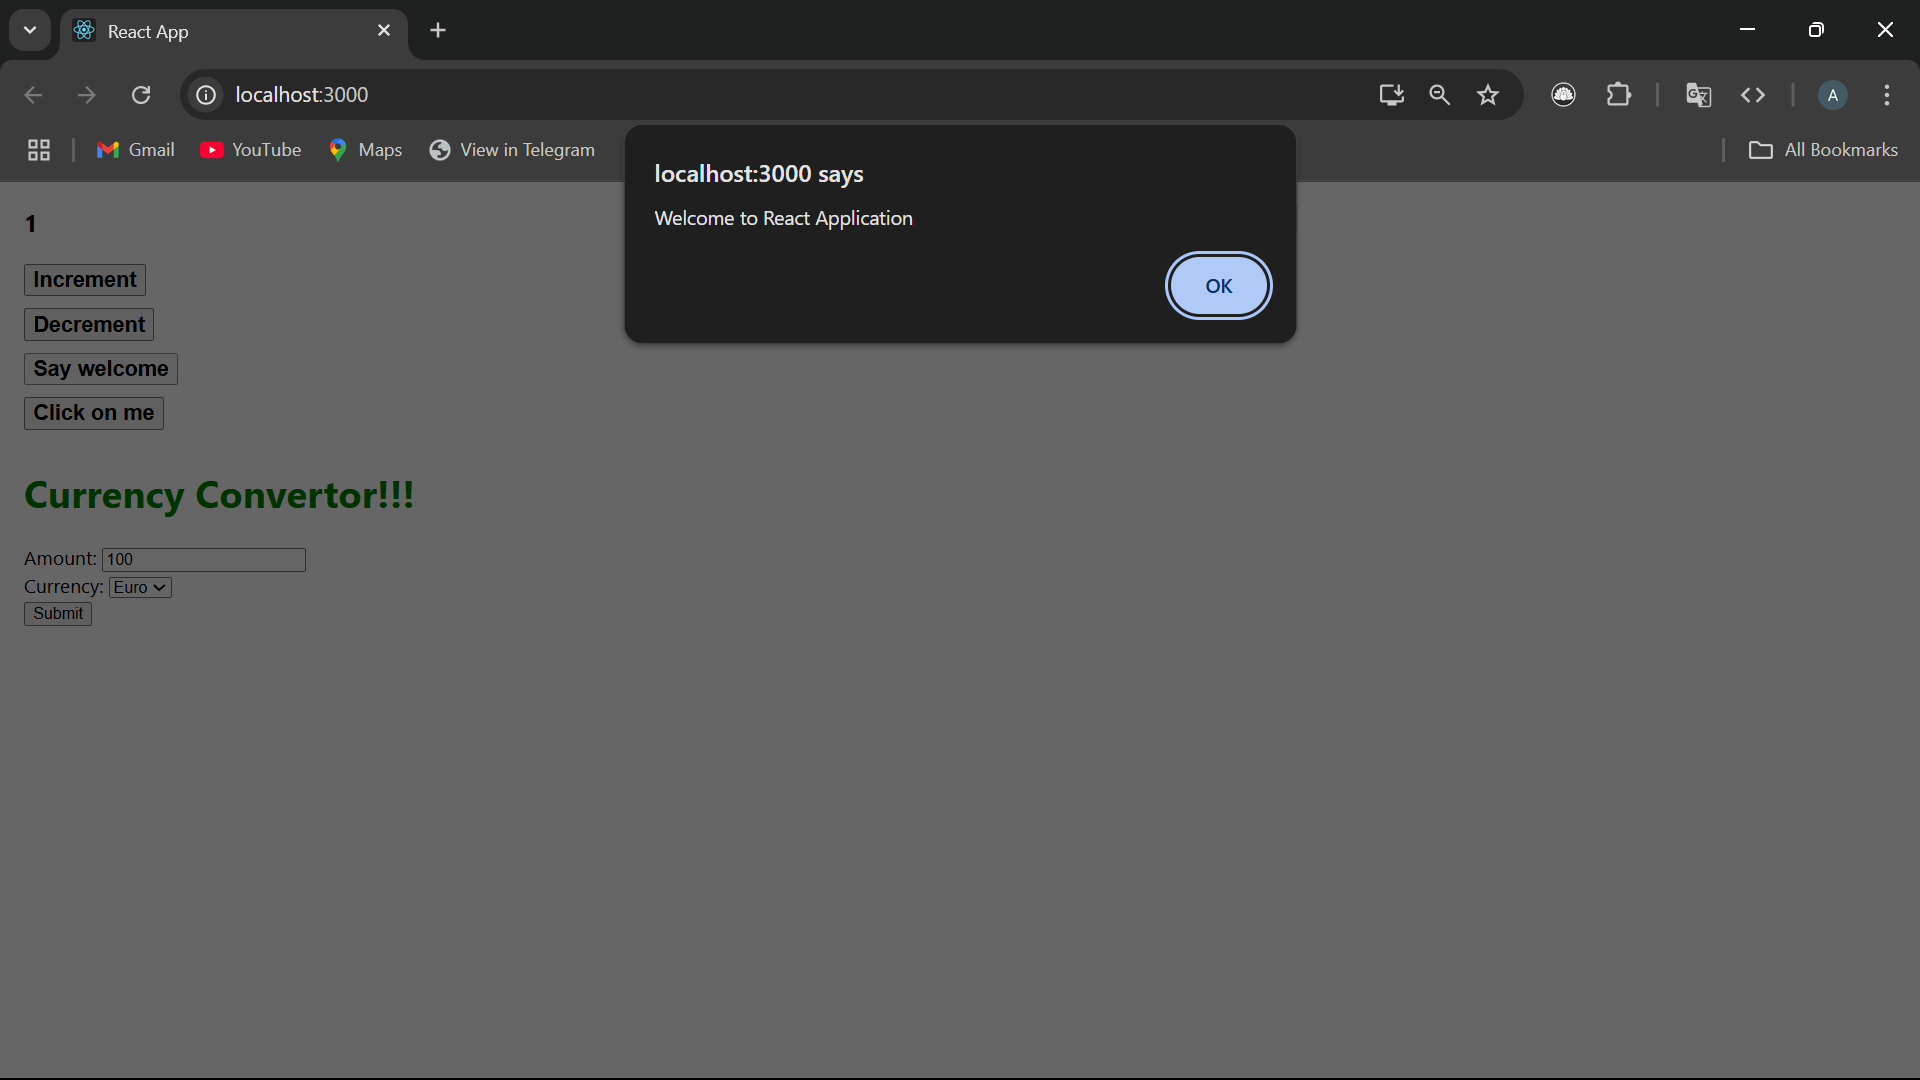 React App
localhost:3000
A
Gmail
YouTube
Maps
View in Telegram
All Bookmarks
localhost:3000 says
Welcome to React Application
OK
1
Increment
Decrement
Say welcome
Click on me
Currency Convertor!!!
Amount: 100
Currency: Euro
Submit